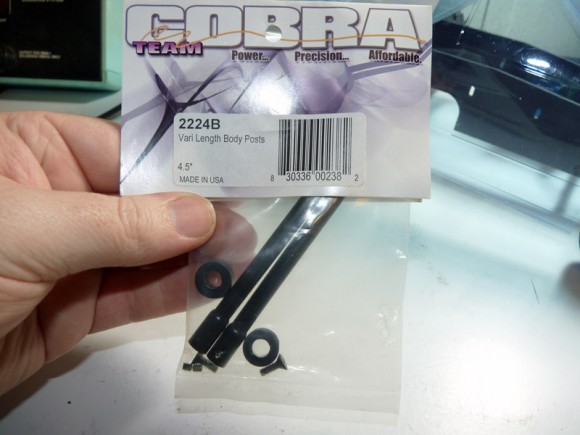 COBRA
TEAM
Power... Precision... Affordable.
2224B
Vari Length Body Posts
4.5"
MADE IN USA
8 30336 00238 2